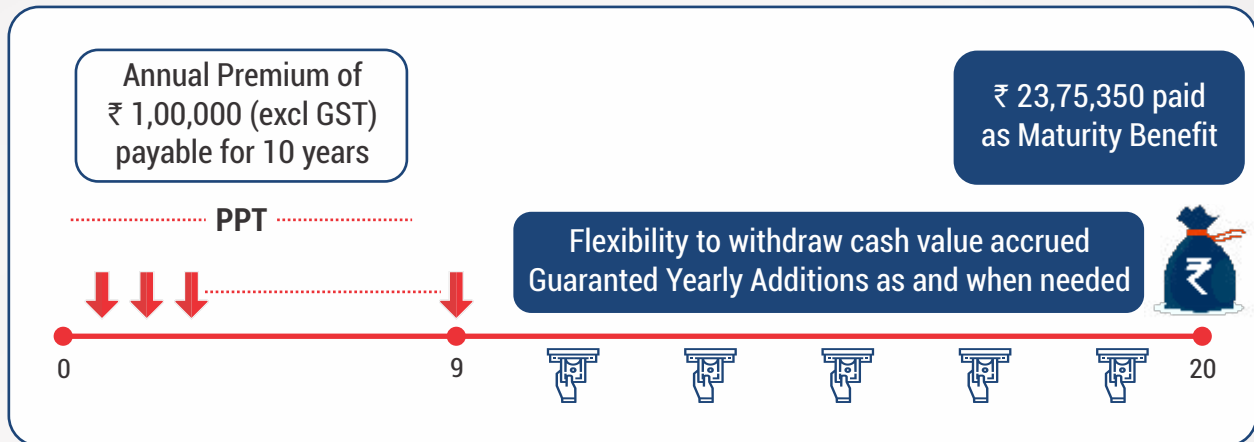 Annual Premium of
₹ 1,00,000 (excl GST)
payable for 10 years
₹ 23,75,350 paid
as Maturity Benefit
PPT
Flexibility to withdraw cash value accrued
Guaranted Yearly Additions as and when needed
₹
0
9
20